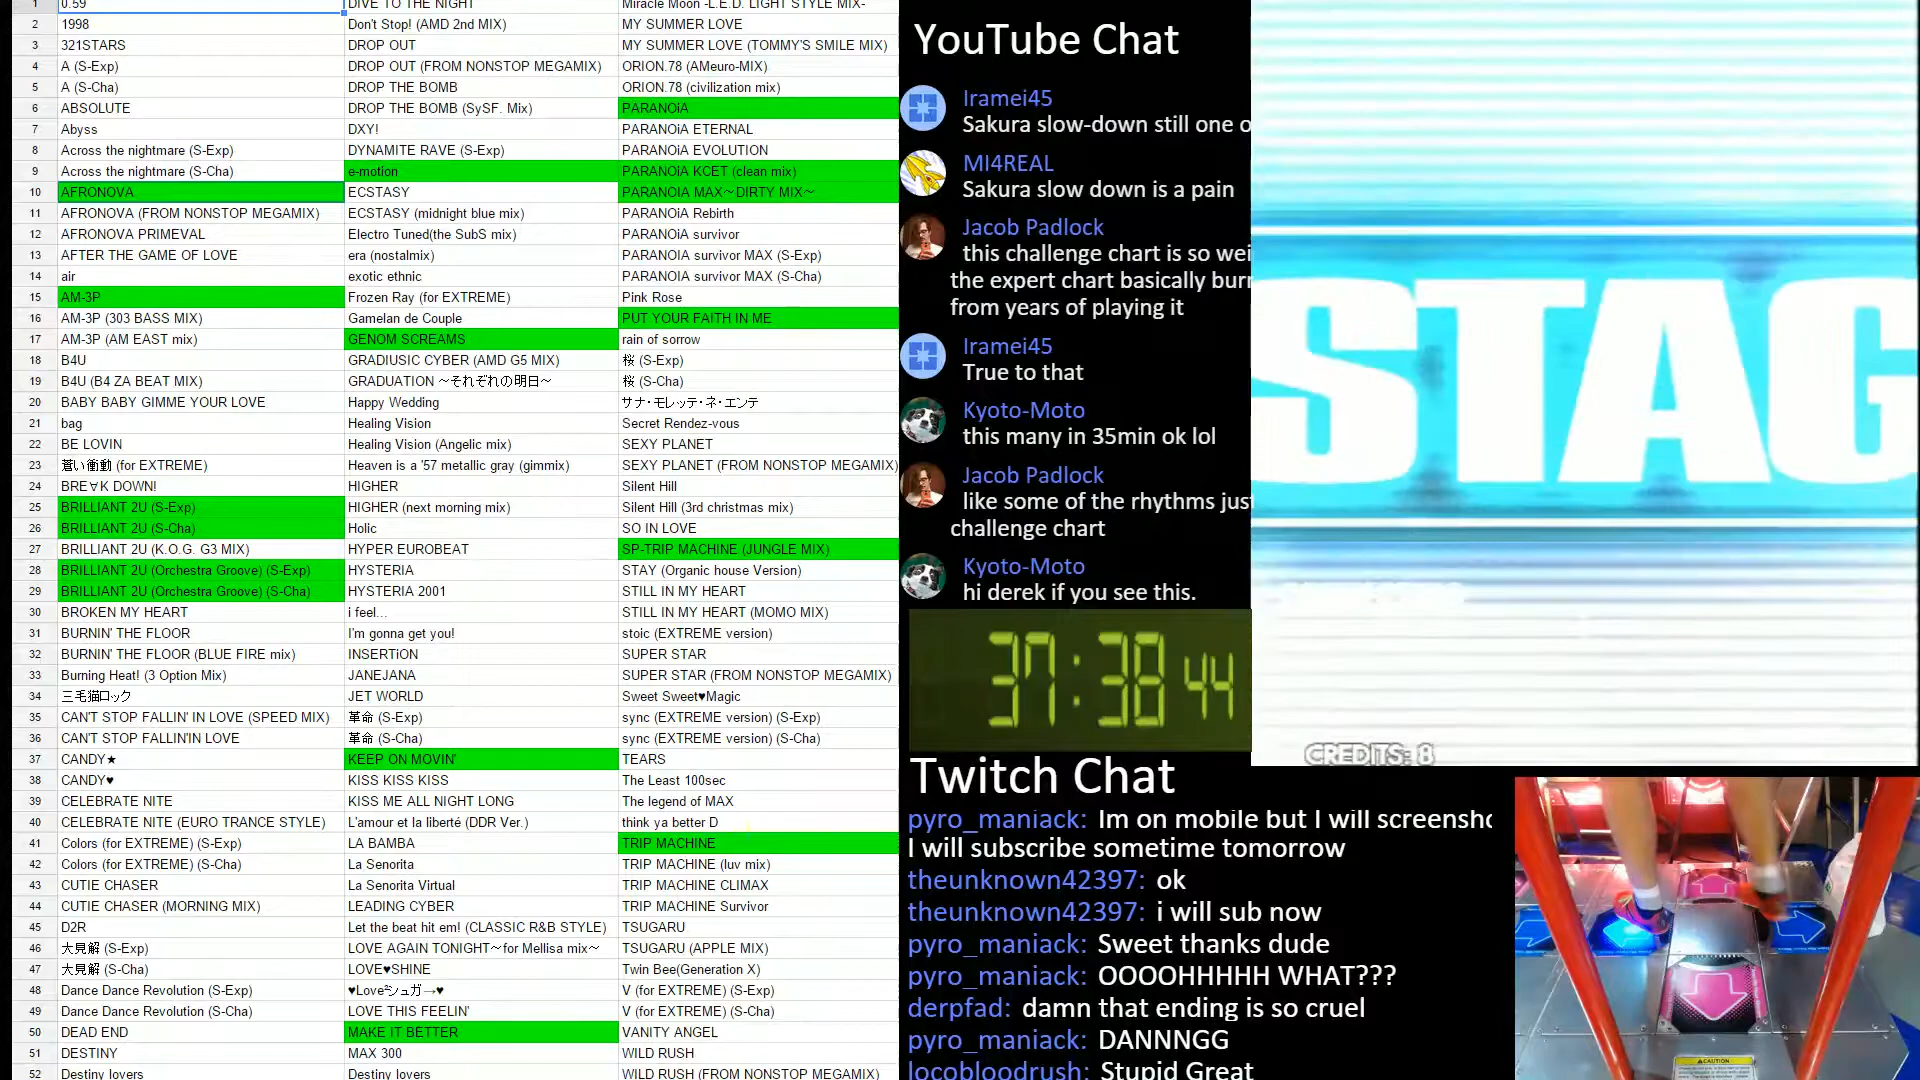 1 0.59 DIVE TO THE NIGHT Miracle Moon -L.E.D. LIGHT STYLE MIX-
2 1998 Don't Stop! (AMD 2nd MIX) MY SUMMER LOVE
3 321STARS DROP OUT MY SUMMER LOVE (TOMMY'S SMILE MIX)
4 A (S-Exp) DROP OUT (FROM NONSTOP MEGAMIX) ORION.78 (AMeuro-MIX)
5 A (S-Cha) DROP THE BOMB ORION.78 (civilization mix)
6 ABSOLUTE DROP THE BOMB (SySF. Mix) PARANOiA
7 Abyss DXY! PARANOiA ETERNAL
8 Across the nightmare (S-Exp) DYNAMITE RAVE (S-Exp) PARANOiA EVOLUTION
9 Across the nightmare (S-Cha) e-motion PARANOiA KCET (clean mix)
10 AFRONOVA ECSTASY PARANOiA MAX～DIRTY MIX～
11 AFRONOVA (FROM NONSTOP MEGAMIX) ECSTASY (midnight blue mix) PARANOiA Rebirth
12 AFRONOVA PRIMEVAL Electro Tuned(the SubS mix) PARANOiA survivor
13 AFTER THE GAME OF LOVE era (nostalmix) PARANOIA survivor MAX (S-Exp)
14 air exotic ethnic PARANOIA survivor MAX (S-Cha)
15 AM-3P Frozen Ray (for EXTREME) Pink Rose
16 AM-3P (303 BASS MIX) Gamelan de Couple PUT YOUR FAITH IN ME
17 AM-3P (AM EAST mix) GENOM SCREAMS rain of sorrow
18 B4U GRADIUSIC CYBER (AMD G5 MIX) 桜 (S-Exp)
19 B4U (B4 ZA BEAT MIX) GRADUATION ～それぞれの明日～ 桜 (S-Cha)
20 BABY BABY GIMME YOUR LOVE Happy Wedding サナ・モレッテ・ネ・エンテ
21 bag Healing Vision Secret Rendez-vous
22 BE LOVIN Healing Vision (Angelic mix) SEXY PLANET
23 蒼い衝動 (for EXTREME) Heaven is a '57 metallic gray (gimmix) SEXY PLANET (FROM NONSTOP MEGAMIX)
24 BRE∀K DOWN! HIGHER Silent Hill
25 BRILLIANT 2U (S-Exp) HIGHER (next morning mix) Silent Hill (3rd christmas mix)
26 BRILLIANT 2U (S-Cha) Holic SO IN LOVE
27 BRILLIANT 2U (K.O.G. G3 MIX) HYPER EUROBEAT SP-TRIP MACHINE (JUNGLE MIX)
28 BRILLIANT 2U (Orchestra Groove) (S-Exp) HYSTERIA STAY (Organic house Version)
29 BRILLIANT 2U (Orchestra Groove) (S-Cha) HYSTERIA 2001 STILL IN MY HEART
30 BROKEN MY HEART i feel... STILL IN MY HEART (MOMO MIX)
31 BURNIN' THE FLOOR I'm gonna get you! stoic (EXTREME version)
32 BURNIN' THE FLOOR (BLUE FIRE mix) INSERTiON SUPER STAR
33 Burning Heat! (3 Option Mix) JANEJANA SUPER STAR (FROM NONSTOP MEGAMIX)
34 三毛猫ロック JET WORLD Sweet Sweet♥Magic
35 CAN'T STOP FALLIN' IN LOVE (SPEED MIX) 革命 (S-Exp) sync (EXTREME version) (S-Exp)
36 CAN'T STOP FALLIN'IN LOVE 革命 (S-Cha) sync (EXTREME version) (S-Cha)
37 CANDY★ KEEP ON MOVIN' TEARS
38 CANDY♥ KISS KISS KISS The Least 100sec
39 CELEBRATE NITE KISS ME ALL NIGHT LONG The legend of MAX
40 CELEBRATE NITE (EURO TRANCE STYLE) L'amour et la liberté (DDR Ver.) think ya better D
41 Colors (for EXTREME) (S-Exp) LA BAMBA TRIP MACHINE
42 Colors (for EXTREME) (S-Cha) La Senorita TRIP MACHINE (luv mix)
43 CUTIE CHASER La Senorita Virtual TRIP MACHINE CLIMAX
44 CUTIE CHASER (MORNING MIX) LEADING CYBER TRIP MACHINE Survivor
45 D2R Let the beat hit em! (CLASSIC R&B STYLE) TSUGARU
46 大見解 (S-Exp) LOVE AGAIN TONIGHT～for Mellisa mix～ TSUGARU (APPLE MIX)
47 大見解 (S-Cha) LOVE♥SHINE Twin Bee(Generation X)
48 Dance Dance Revolution (S-Exp) ♥Love²シュガ→♥ V (for EXTREME) (S-Exp)
49 Dance Dance Revolution (S-Cha) LOVE THIS FEELIN' V (for EXTREME) (S-Cha)
50 DEAD END MAKE IT BETTER VANITY ANGEL
51 DESTINY MAX 300 WILD RUSH
52 Destiny lovers Destiny lovers WILD RUSH (FROM NONSTOP MEGAMIX)
YouTube Chat
Iramei45
Sakura slow-down still one o
MI4REAL
Sakura slow down is a pain
Jacob Padlock
this challenge chart is so wei
the expert chart basically burr
from years of playing it
Iramei45
True to that
Kyoto-Moto
this many in 35min ok lol
Jacob Padlock
like some of the rhythms just
challenge chart
Kyoto-Moto
hi derek if you see this.
37:38 44
Twitch Chat
pyro_maniack: Im on mobile but I will screensho
I will subscribe sometime tomorrow
theunknown42397: ok
theunknown42397: i will sub now
pyro_maniack: Sweet thanks dude
pyro_maniack: OOOOHHHHH WHAT???
derpfad: damn that ending is so cruel
pyro_maniack: DANNNGG
locobloodrush: Stupid Great
STAG
CREDITS: 8
CAUTION